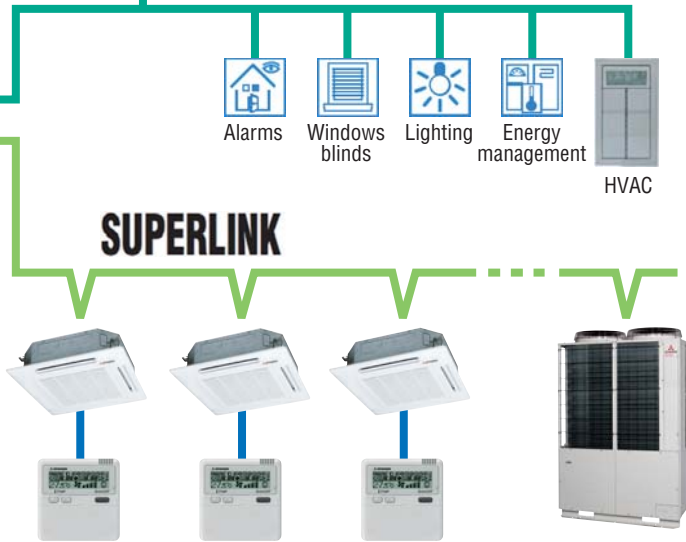 Alarms
Windows
blinds
Lighting
Energy
management
HVAC
SUPERLINK